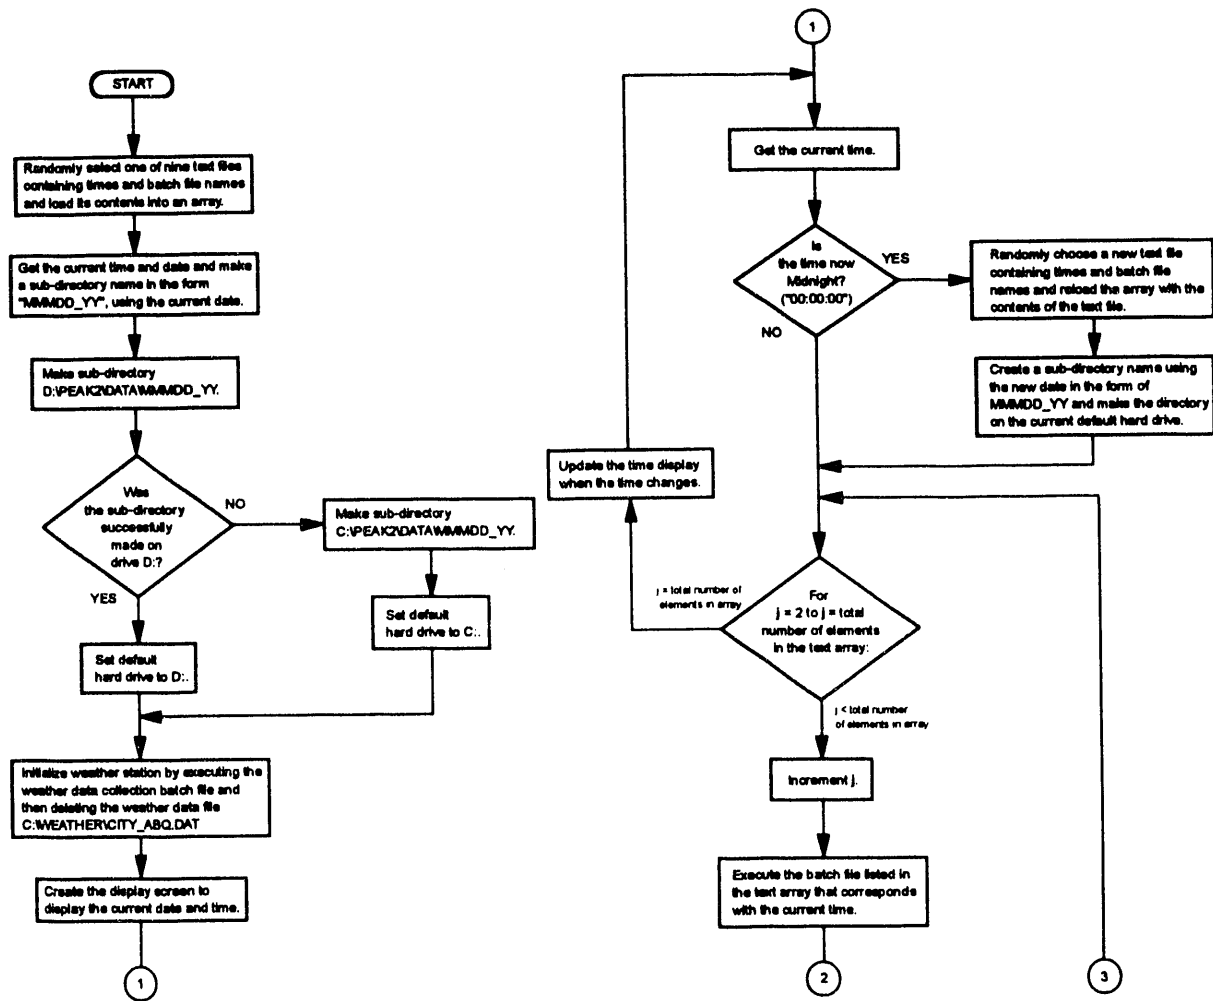 START
Randomly select one of nine text files
containing times and batch file names
and load its contents into an array.
Get the current time and date and make
a sub-directory name in the form
"MMMDD_YY", using the current date.
Make sub-directory
D:\PEAK2\DATA\MMMDD_YY.
Was
the sub-directory
successfully
made on
drive D:?
NO
YES
Make sub-directory
C:\PEAK2\DATA\MMMDD_YY.
Set default
hard drive to C:.
Set default
hard drive to D:.
Initialize weather station by executing the
weather data collection batch file and
then deleting the weather data file
C:\WEATHER\CITY_ABQ.DAT
Create the display screen to
display the current date and time.
1
1
Get the current time.
Is
the time now
Midnight?
("00:00:00")
YES
NO
Randomly choose a new text file
containing times and batch file
names and reload the array with the
contents of the text file.
Create a sub-directory name using
the new date in the form of
MMMDD_YY and make the directory
on the current default hard drive.
Update the time display
when the time changes.
j = total number of
elements in array
For
j = 2 to j = total
number of elements
in the text array:
j < total number
of elements in array
Increment j.
Execute the batch file listed in
the text array that corresponds
with the current time.
2
3